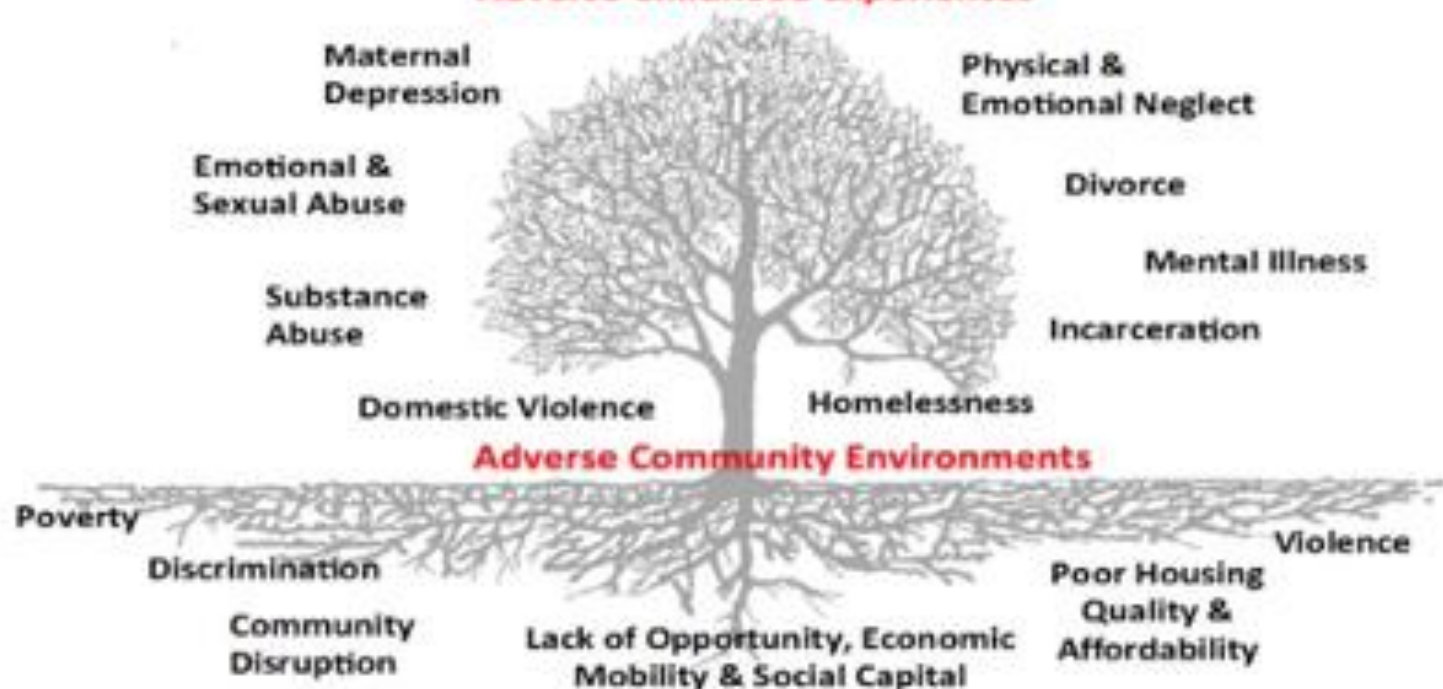 Maternal
Depression
Physical &
Emotional Neglect
Emotional &
Sexual Abuse
Divorce
Mental Illness
Substance
Abuse
Incarceration
Domestic Violence
Homelessness
Adverse Community Environments
Poverty
Violence
Discrimination
Poor Housing
Quality &
Affordability
Community
Disruption
Lack of Opportunity, Economic
Mobility & Social Capital